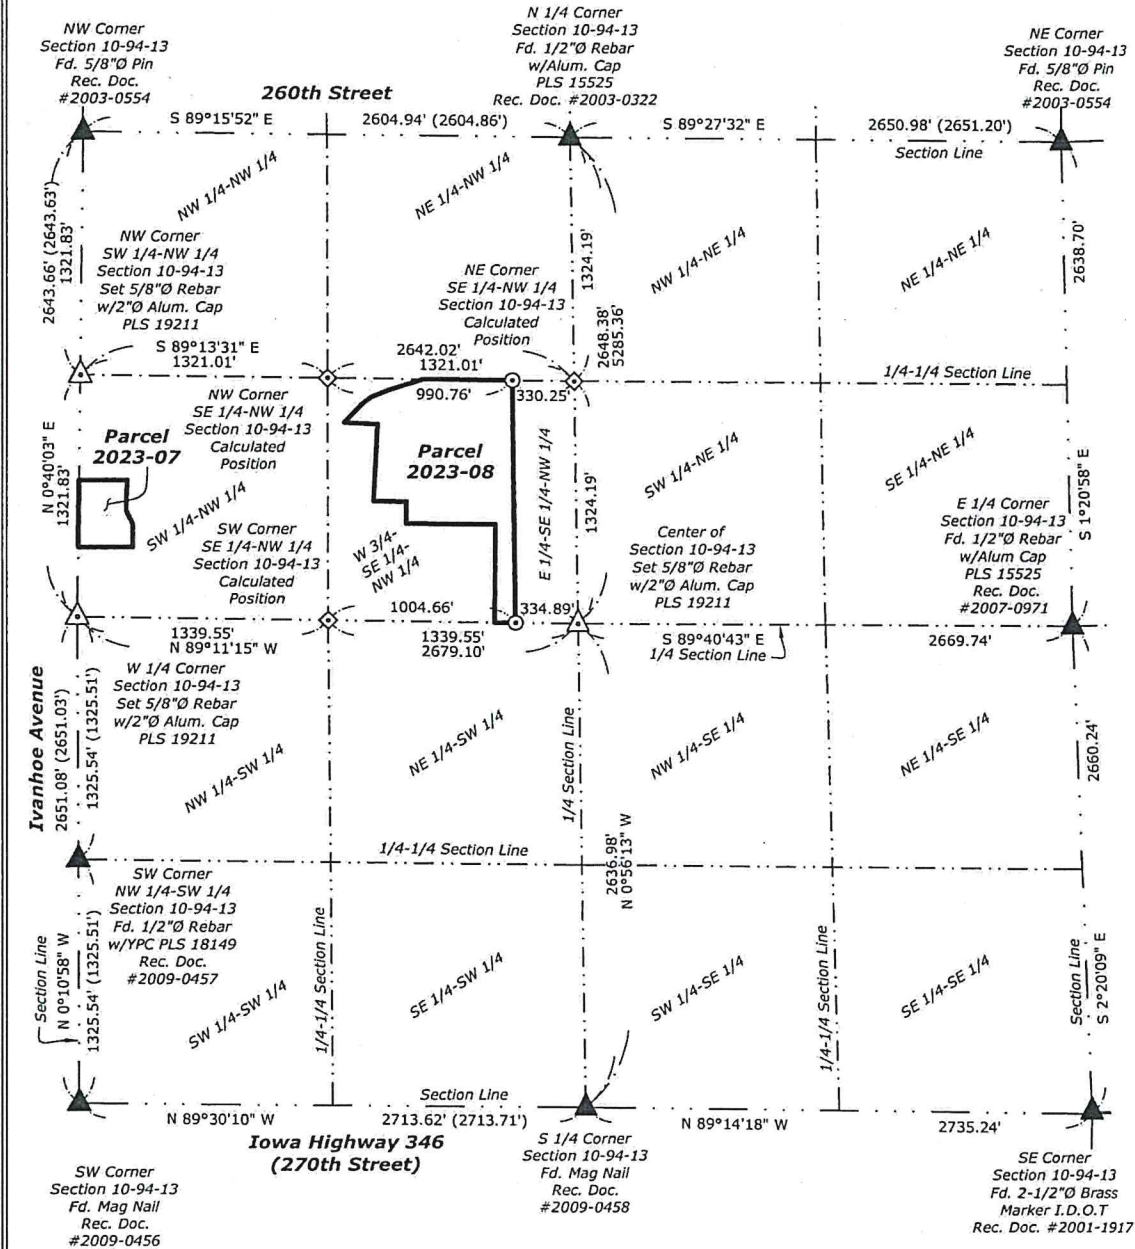 NW Corner
Section 10-94-13
Fd. 5/8"Ø Pin
Rec. Doc.
#2003-0554
N 1/4 Corner
Section 10-94-13
Fd. 1/2"Ø Rebar
w/Alum. Cap
PLS 15525
Rec. Doc. #2003-0322
NE Corner
Section 10-94-13
Fd. 5/8"Ø Pin
Rec. Doc.
#2003-0554
260th Street
S 89°15'52" E
2604.94' (2604.86')
S 89°27'32" E
2650.98' (2651.20')
Section Line
NW 1/4-NW 1/4
NE 1/4-NW 1/4
NW 1/4-NE 1/4
NE 1/4-NE 1/4
2643.66' (2643.63')
1321.83'
1324.19'
2648.38'
5285.36'
2638.70'
NW Corner
SW 1/4-NW 1/4
Section 10-94-13
Set 5/8"Ø Rebar
w/2"Ø Alum. Cap
PLS 19211
NE Corner
SE 1/4-NW 1/4
Section 10-94-13
Calculated
Position
S 89°13'31" E
1321.01'
2642.02'
1321.01'
990.76'
330.25'
1/4-1/4 Section Line
N 0°40'03" E
1321.83'
Parcel
2023-07
NW Corner
SE 1/4-NW 1/4
Section 10-94-13
Calculated
Position
Parcel
2023-08
SW 1/4-NW 1/4
E 1/4-SE 1/4-NW 1/4
1324.19'
SW 1/4-NE 1/4
SE 1/4-NE 1/4
S 1°20'58" E
SW Corner
SE 1/4-NW 1/4
Section 10-94-13
Calculated
Position
W 3/4-
SE 1/4-
NW 1/4
Center of
Section 10-94-13
Set 5/8"Ø Rebar
w/2"Ø Alum. Cap
PLS 19211
E 1/4 Corner
Section 10-94-13
Fd. 1/2"Ø Rebar
w/Alum Cap
PLS 15525
Rec. Doc.
#2007-0971
1004.66'
334.89'
1339.55'
N 89°11'15" W
1339.55'
2679.10'
S 89°40'43" E
1/4 Section Line
2669.74'
Ivanhoe Avenue
2651.08' (2651.03')
1325.54' (1325.51')
W 1/4 Corner
Section 10-94-13
Set 5/8"Ø Rebar
w/2"Ø Alum. Cap
PLS 19211
NW 1/4-SW 1/4
NE 1/4-SW 1/4
1/4 Section Line
NW 1/4-SE 1/4
NE 1/4-SE 1/4
2660.24'
1/4-1/4 Section Line
2636.98'
N 0°56'13" W
SW Corner
NW 1/4-SW 1/4
Section 10-94-13
Fd. 1/2"Ø Rebar
w/YPC PLS 18149
Rec. Doc.
#2009-0457
Section Line
N 0°10'58" W
1325.54' (1325.51')
SW 1/4-SW 1/4
1/4-1/4 Section Line
SE 1/4-SW 1/4
SW 1/4-SE 1/4
1/4-1/4 Section Line
SE 1/4-SE 1/4
Section Line
S 2°20'09" E
N 89°30'10" W
Section Line
2713.62' (2713.71')
N 89°14'18" W
2735.24'
Iowa Highway 346
(270th Street)
SW Corner
Section 10-94-13
Fd. Mag Nail
Rec. Doc.
#2009-0456
S 1/4 Corner
Section 10-94-13
Fd. Mag Nail
Rec. Doc.
#2009-0458
SE Corner
Section 10-94-13
Fd. 2-1/2"Ø Brass
Marker I.D.O.T
Rec. Doc. #2001-1917